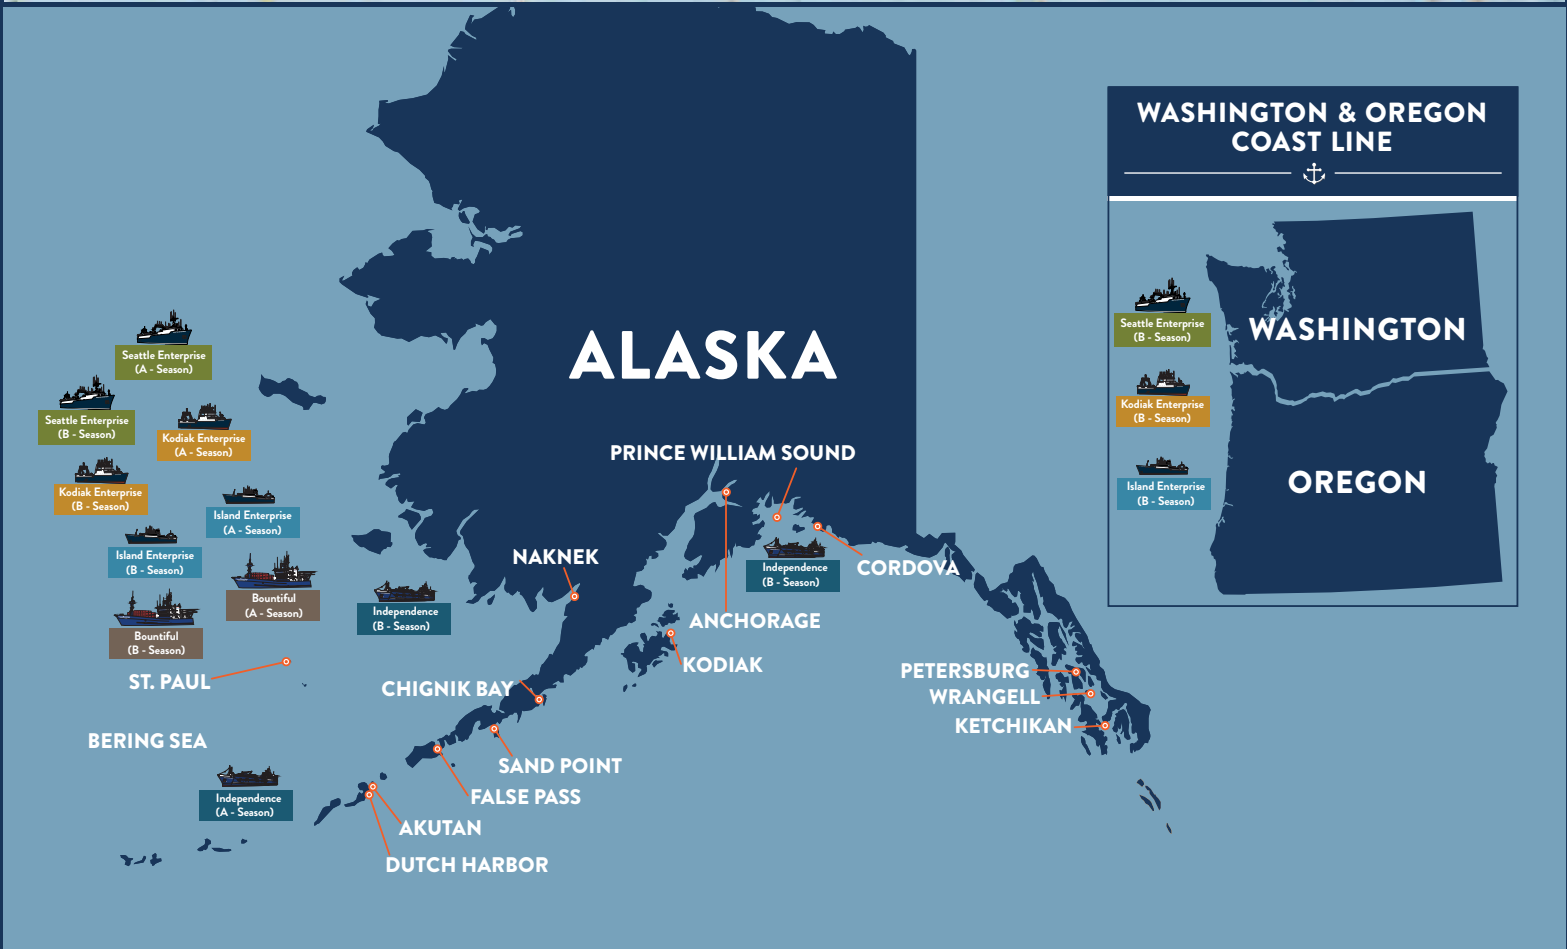 WASHINGTON & OREGON
COAST LINE
Seattle Enterprise
(B - Season)
WASHINGTON
Kodiak Enterprise
(B - Season)
Island Enterprise
(B - Season)
OREGON
ALASKA
Seattle Enterprise
(A - Season)
Seattle Enterprise
(B - Season)
Kodiak Enterprise
(A - Season)
Kodiak Enterprise
(B - Season)
Island Enterprise
(A - Season)
Island Enterprise
(B - Season)
Bountiful
(A - Season)
Bountiful
(B - Season)
Independence
(B - Season)
PRINCE WILLIAM SOUND
NAKNEK
Independence
(B - Season)
CORDOVA
ANCHORAGE
KODIAK
ST. PAUL
CHIGNIK BAY
PETERSBURG
WRANGELL
KETCHIKAN
BERING SEA
SAND POINT
FALSE PASS
Independence
(A - Season)
AKUTAN
DUTCH HARBOR